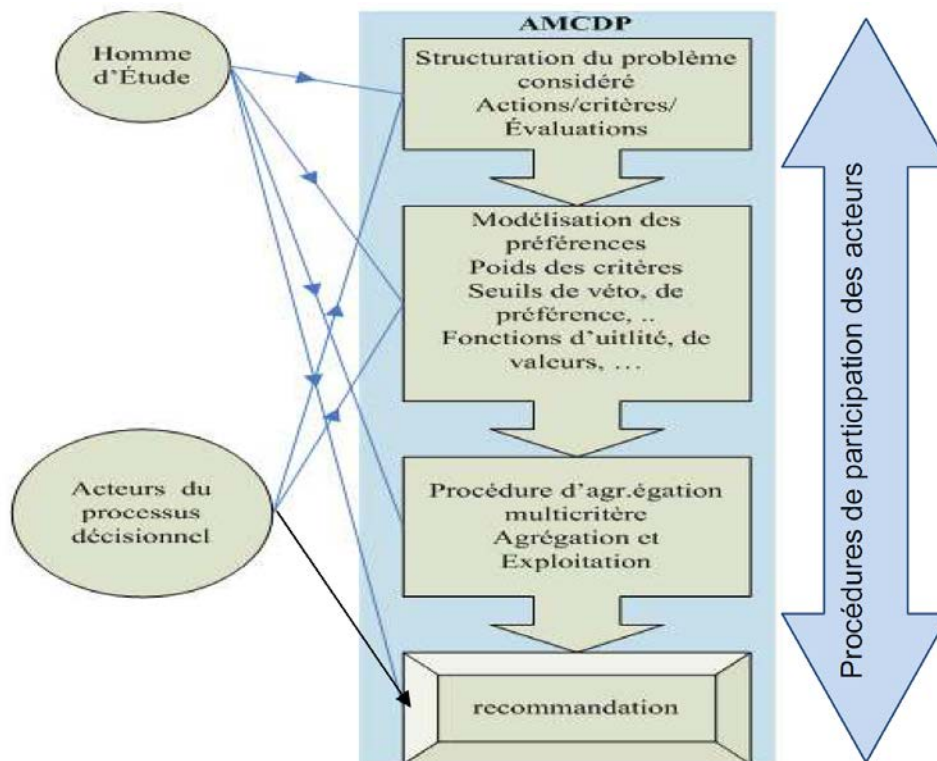 AMCDP
Homme
d'Étude
Structuration du problème
considéré
Actions/critères/
Évaluations
Modélisation des
préférences
Poids des critères
Seuils de véto, de
préférence, ..
Fonctions d'uitlité, de
valeurs, ...
Acteurs du
processus
décisionnel
Procédure d'agr.égation
multicritère
Agrégation et
Exploitation
recommandation
Procédures de participation des acteurs